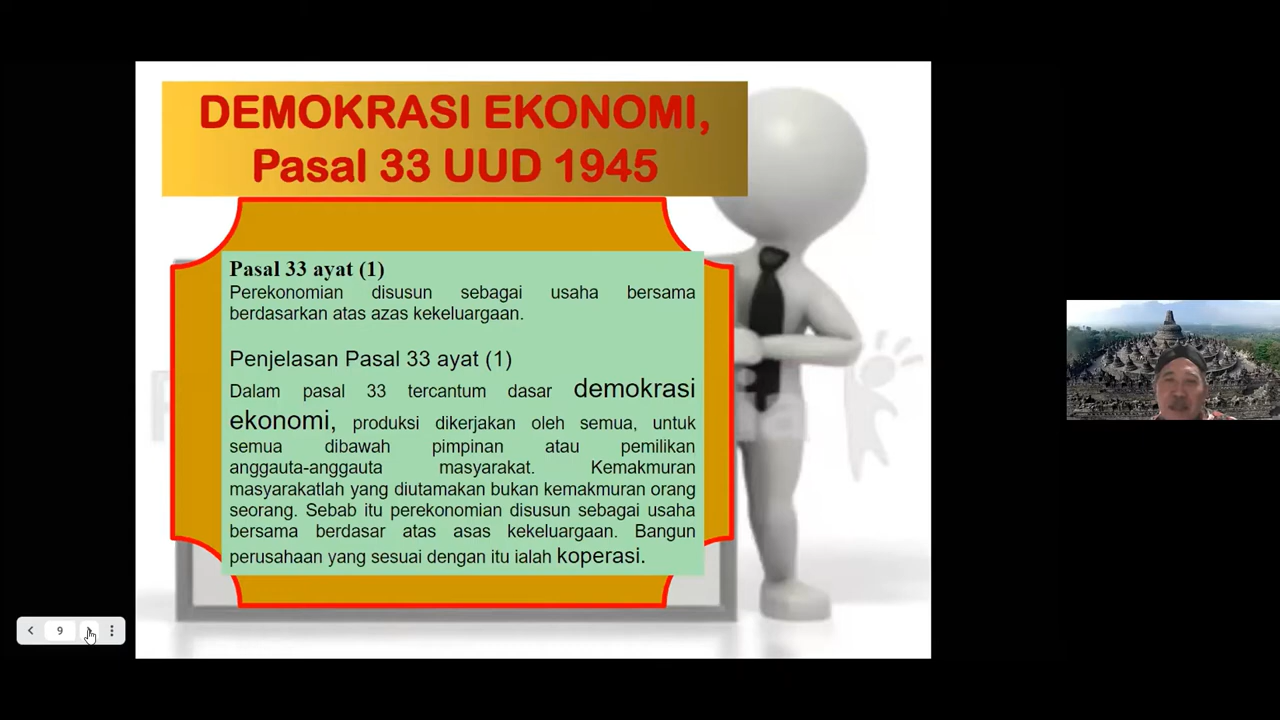 DEMOKRASI EKONOMI,
Pasal 33 UUD 1945
Pasal 33 ayat (1)
Perekonomian disusun sebagai usaha bersama
berdasarkan atas azas kekeluargaan.
Penjelasan Pasal 33 ayat (1)
Dalam pasal 33 tercantum dasar demokrasi
ekonomi, produksi dikerjakan oleh semua, untuk
semua dibawah pimpinan atau pemilikan
anggauta-anggauta masyarakat. Kemakmuran
masyarakatlah yang diutamakan bukan kemakmuran orang
seorang. Sebab itu perekonomian disusun sebagai usaha
bersama berdasar atas asas kekeluargaan. Bangun
perusahaan yang sesuai dengan itu ialah koperasi.
9